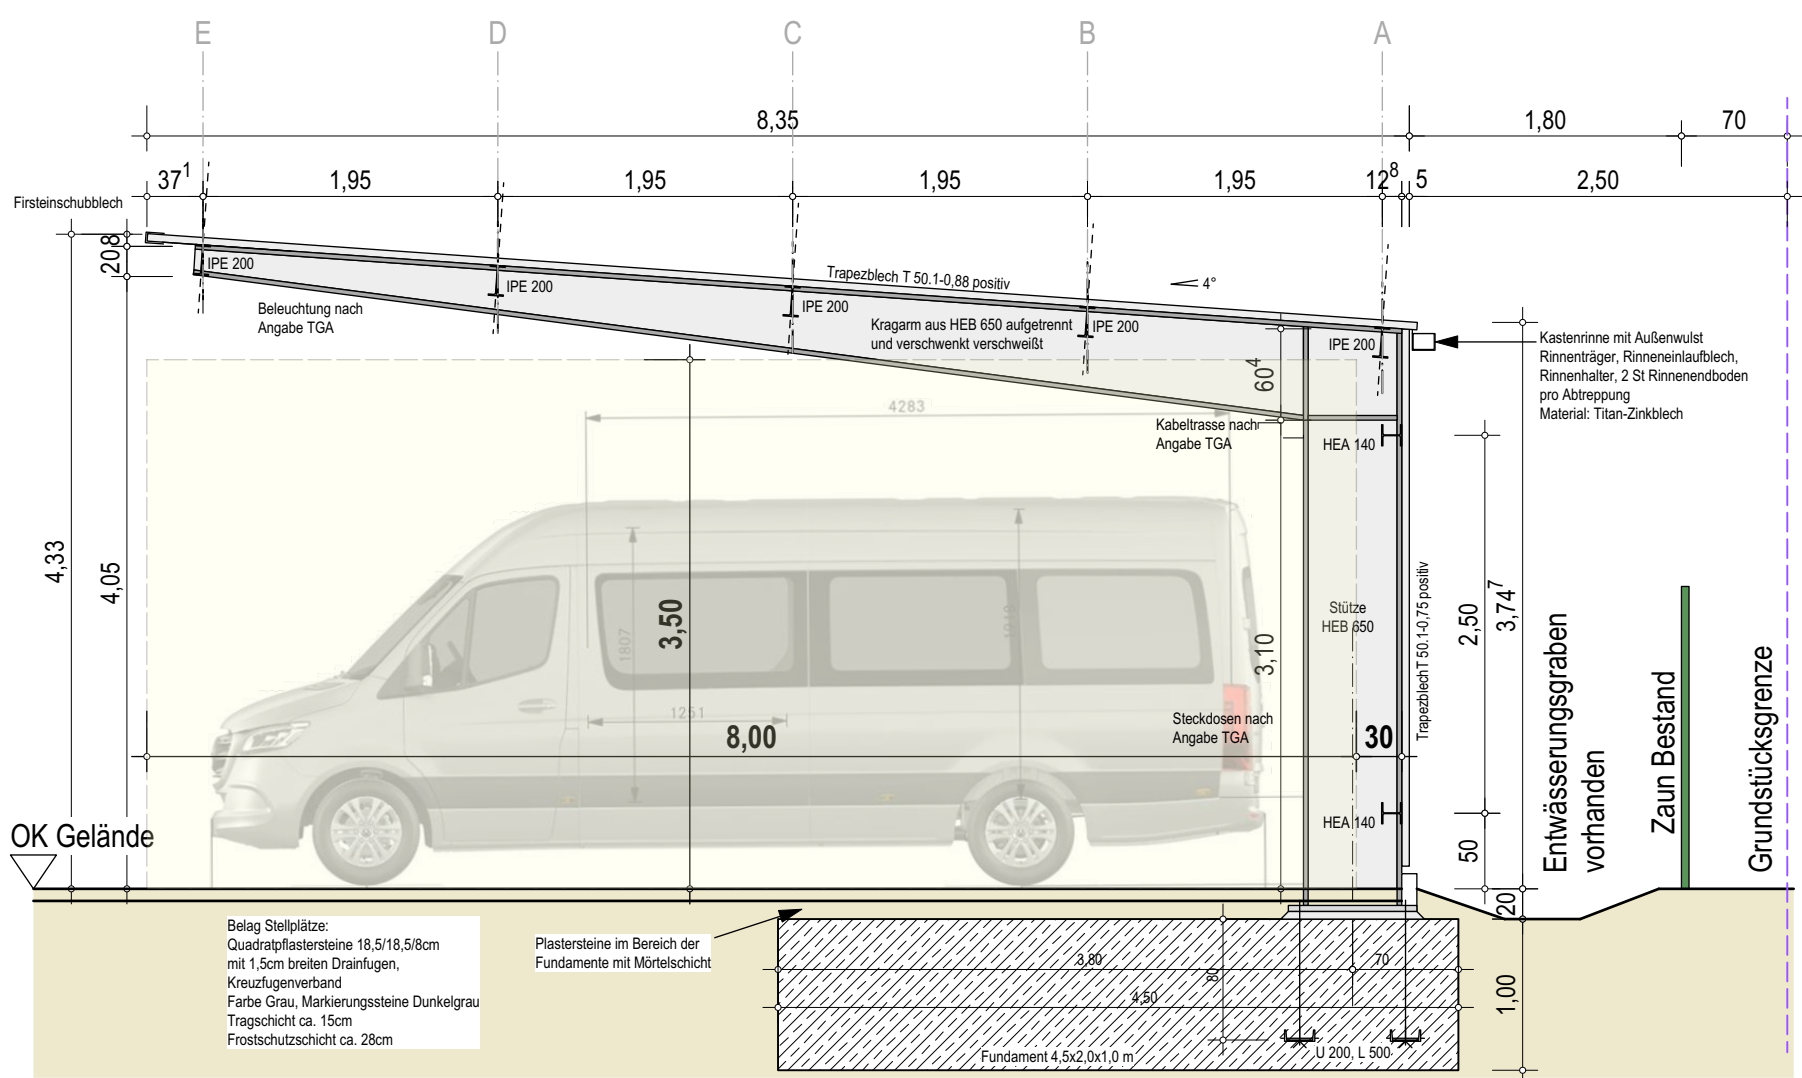 E
D
C
B
A
8,35
1,80
70
37¹
1,95
1,95
1,95
1,95
12⁸
5
2,50
Firsteinschubblech
20⁸
IPE 200
IPE 200
IPE 200
IPE 200
IPE 200
Trapezblech T 50.1-0,88 positiv
4°
Beleuchtung nach
Angabe TGA
Kragarm aus HEB 650 aufgetrennt
und verschwenkt verschweißt
Kastenrinne mit Außenwulst
Rinnenträger, Rinneneinlaufblech,
Rinnenhalter, 2 St Rinnenendboden
pro Abtreppung
Material: Titan-Zinkblech
60⁴
4283
Kabeltrasse nach
Angabe TGA
HEA 140
4,33
4,05
3,50
1807
1251
8,00
3,10
Stütze
HEB 650
Trapezblech T 50.1-0,75 positiv
2,50
3,74⁷
Steckdosen nach
Angabe TGA
30
HEA 140
50
20
1,00
Entwässerungsgraben
vorhanden
Zaun Bestand
Grundstücksgrenze
OK Gelände
Belag Stellplätze:
Quadratpflastersteine 18,5/18,5/8cm
mit 1,5cm breiten Drainfugen,
Kreuzfugenverband
Farbe Grau, Markierungssteine Dunkelgrau
Tragschicht ca. 15cm
Frostschutzschicht ca. 28cm
Plastersteine im Bereich der
Fundamente mit Mörtelschicht
3,80
70
80
4,50
Fundament 4,5x2,0x1,0 m
U 200, L 500